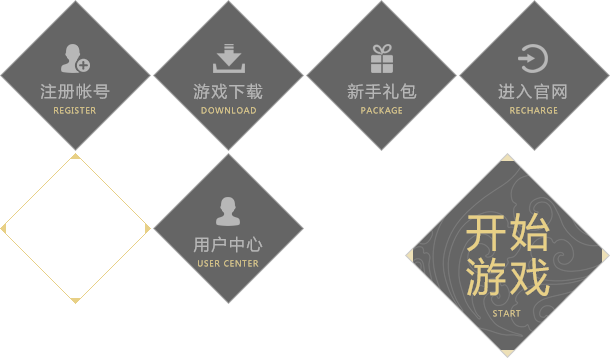 注册帐号
REGISTER
游戏下载
DOWNLOAD
新手礼包
PACKAGE
进入官网
RECHARGE
用户中心
USER CENTER
开始
游戏
START